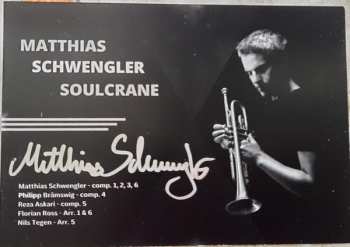 MATTHIAS
SCHWENGLER
SOULCRANE
Matthias Schwengler
Matthias Schwengler - comp. 1, 2, 3, 6
Philipp Brämswig - comp. 4
Reza Askari - comp. 5
Florian Ross - Arr. 1 & 6
Nils Tegen - Arr. 5